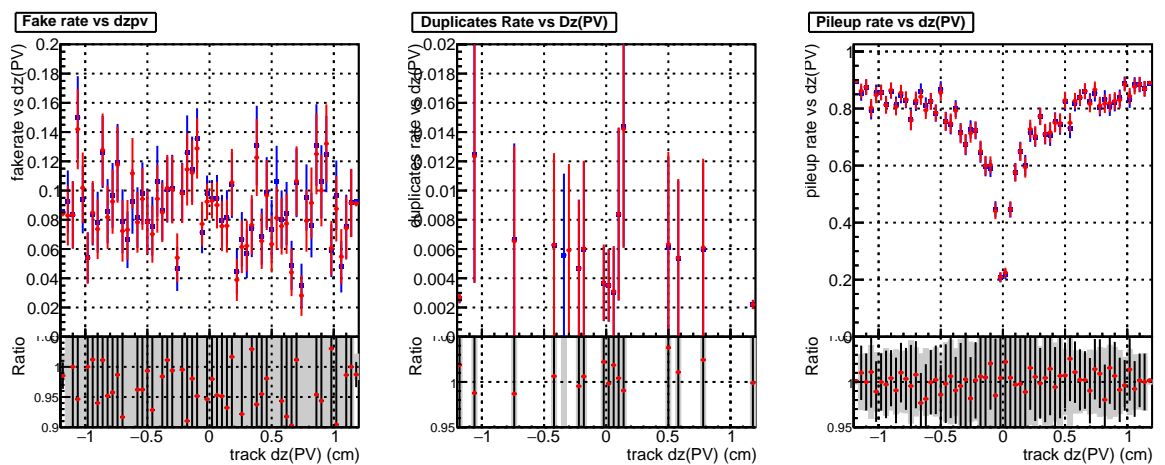 Fake rate vs dzpv
fakerate vs dz(PV)
0.2
0.18
0.16
0.14
0.12
0.1
0.08
0.06
0.04
0.02
0
Ratio
1.05
1
0.95
0.9
−1 −0.5 0 0.5 1
track dz(PV) (cm)
Duplicates Rate vs Dz(PV)
duplicates rate vs dz(PV)
0.02
0.018
0.016
0.014
0.012
0.01
0.008
0.006
0.004
0.002
0
Ratio
1
0.95
−1 −0.5 0 0.5 1
track dz(PV) (cm)
Pileup rate vs dz(PV)
pileup rate vs dz(PV)
1
0.8
0.6
0.4
0.2
0
Ratio
1
0.95
−1 −0.5 0 0.5 1
track dz(PV) (cm)